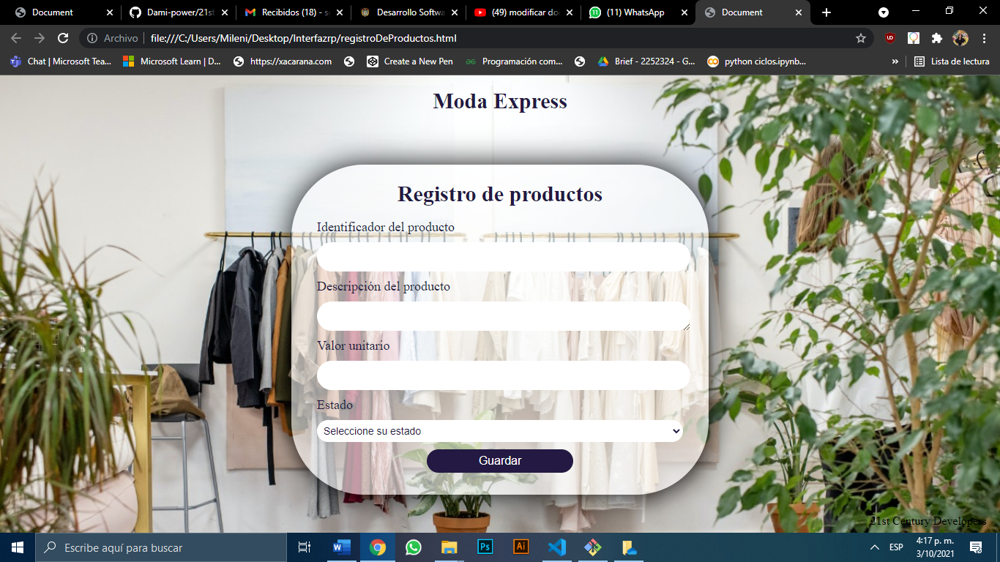 Document
Dami-power/21st
Recibidos (18) - s
Desarrollo Softwa
(49) modificar do
(11) WhatsApp
Document
Archivo
file:///C:/Users/Mileni/Desktop/Interfazrp/registroDeProductos.html
Chat | Microsoft Tea...
Microsoft Learn | D...
https://xacarana.com
Create a New Pen
Programación com...
Brief - 2252324 - G...
python ciclos.ipynb...
»
Lista de lectura
Moda Express
Registro de productos
Identificador del producto
Descripción del producto
Valor unitario
Estado
Seleccione su estado
Guardar
21st Century Developers
Escribe aquí para buscar
ESP
4:17 p. m.
3/10/2021